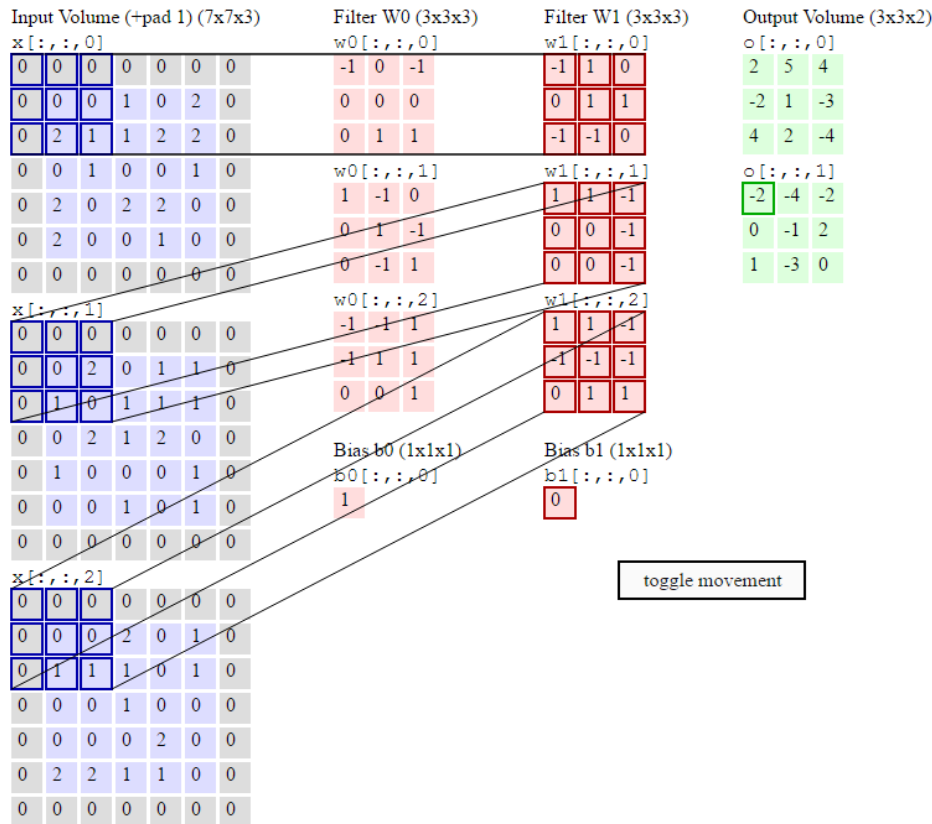 Input Volume (+pad 1) (7x7x3)
x[:,:,0]
0 0 0 0 0 0 0
0 0 0 1 0 2 0
0 2 1 1 2 2 0
0 0 1 0 0 1 0
0 2 0 2 2 0 0
0 2 0 0 1 0 0
0 0 0 0 0 0 0
x[:,:,1]
0 0 0 0 0 0 0
0 0 2 0 1 1 0
0 1 0 1 1 1 0
0 0 2 1 2 0 0
0 1 0 0 0 1 0
0 0 0 1 0 1 0
0 0 0 0 0 0 0
x[:,:,2]
0 0 0 0 0 0 0
0 0 0 2 0 1 0
0 1 1 1 0 1 0
0 0 0 1 0 0 0
0 0 0 0 2 0 0
0 2 2 1 1 0 0
0 0 0 0 0 0 0
Filter W0 (3x3x3)
w0[:,:,0]
-1 0 -1
0 0 0
0 1 1
w0[:,:,1]
1 -1 0
0 1 -1
0 -1 1
w0[:,:,2]
-1 -1 1
-1 1 1
0 0 1
Bias b0 (1x1x1)
b0[:,:,0]
1
Filter W1 (3x3x3)
w1[:,:,0]
-1 1 0
0 1 1
-1 -1 0
w1[:,:,1]
1 1 -1
0 0 -1
0 0 -1
w1[:,:,2]
1 1 -1
-1 -1 -1
0 1 1
Bias b1 (1x1x1)
b1[:,:,0]
0
Output Volume (3x3x2)
o[:,:,0]
2 5 4
-2 1 -3
4 2 -4
o[:,:,1]
-2 -4 -2
0 -1 2
1 -3 0
toggle movement